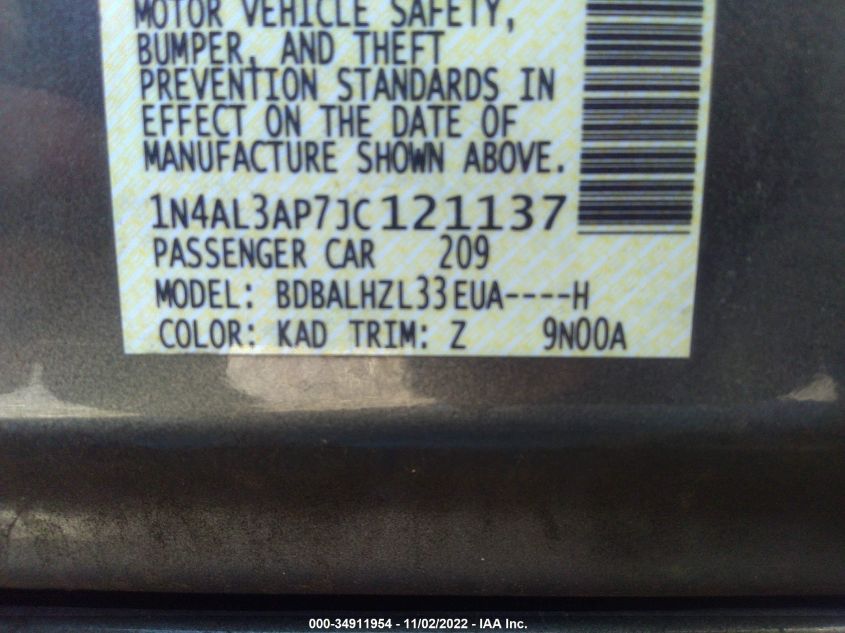 MOTOR VEHICLE SAFETY,
BUMPER, AND THEFT
PREVENTION STANDARDS IN
EFFECT ON THE DATE OF
MANUFACTURE SHOWN ABOVE.
1N4AL3AP7JC121137
PASSENGER CAR 209
MODEL: BDBALHZL33EUA----H
COLOR: KAD TRIM: Z 9N00A
000-34911954 - 11/02/2022 - IAA Inc.